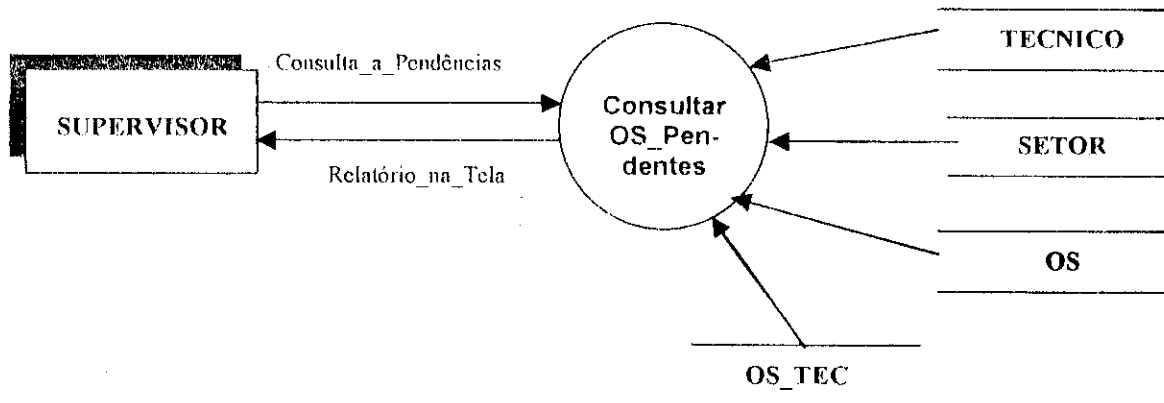 TECNICO
Consulta_a_Pendências
SUPERVISOR
Consultar
OS_Pen-
dentes
SETOR
Relatório_na_Tela
OS
OS_TEC